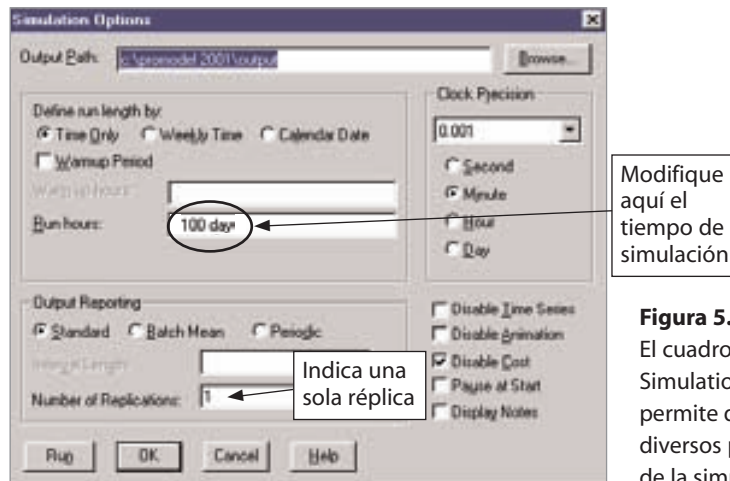 Simulation Options
Output Path: c:\promodel 2001\output
Browse...
Define run length by:
Time Only Weekly Time Calendar Date
Warmup Period
Warmup hours:
Run hours: 100 day
Clock Precision
0.001
Second
Minute
Hour
Day
Modifique
aquí el
tiempo de
simulación
Output Reporting
Standard Batch Mean Periodic
Interval Length:
Number of Replications: 1
Indica una
sola réplica
Disable Time Series
Disable Animation
Disable Cost
Pause at Start
Display Notes
Run OK Cancel Help
Figura 5.
El cuadro
Simulatio
permite
diversos
de la sim